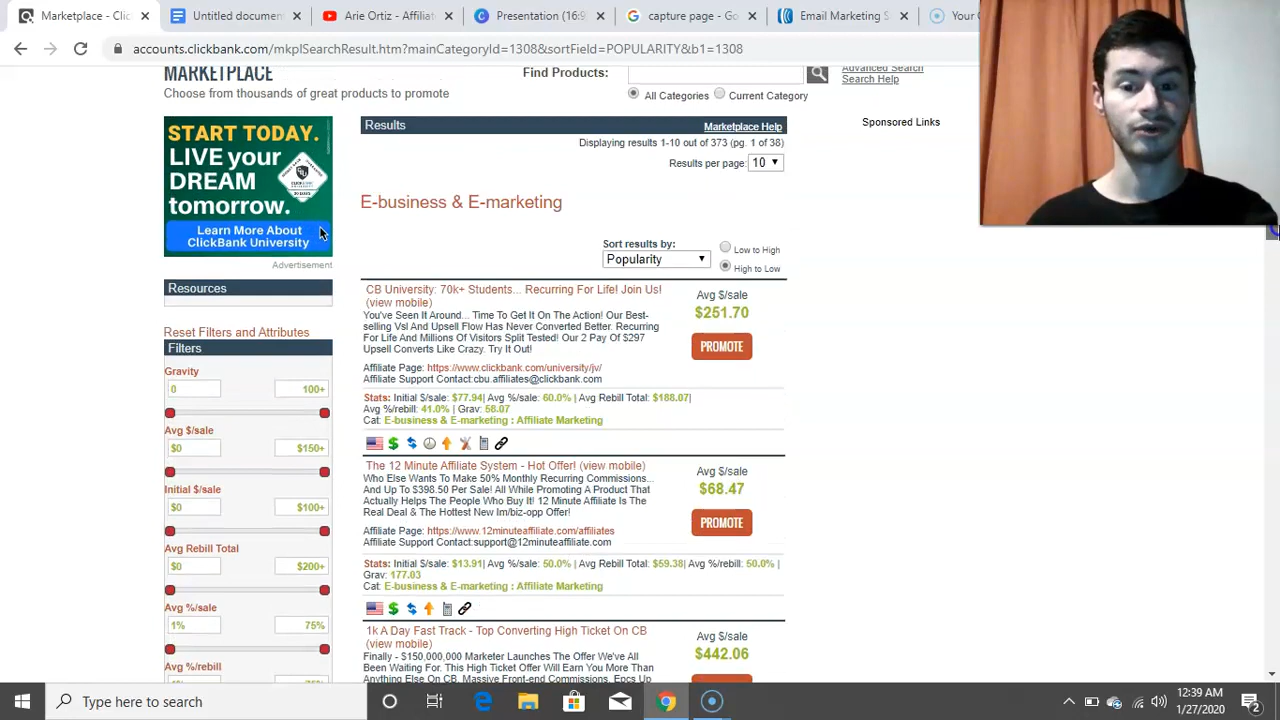 Marketplace - Clic
Untitled document
Arie Ortiz - Affiliat
Presentation (16:9
capture page - Go
Email Marketing S
Your C
accounts.clickbank.com/mkplSearchResult.htm?mainCategoryId=1308&sortField=POPULARITY&b1=1308
MARKETPLACE
Choose from thousands of great products to promote
Find Products:
Advanced Search
Search Help
All Categories
Current Category
START TODAY.
LIVE your
DREAM
tomorrow.
Learn More About
ClickBank University
Advertisement
Results
Marketplace Help
Displaying results 1-10 out of 373 (pg. 1 of 38)
Results per page: 10
Sponsored Links
E-business & E-marketing
Sort results by:
Popularity
Low to High
High to Low
Resources
Reset Filters and Attributes
Filters
Gravity
0 100+
Avg $/sale
$0 $150+
Initial $/sale
$0 $100+
Avg Rebill Total
$0 $200+
Avg %/sale
1% 75%
Avg %/rebill
CB University: 70k+ Students... Recurring For Life! Join Us!
(view mobile)
You've Seen It Around... Time To Get It On The Action! Our Best-
selling Vsl And Upsell Flow Has Never Converted Better. Recurring
For Life And Millions Of Visitors Split Tested! Our 2 Pay Of $297
Upsell Converts Like Crazy. Try It Out!
Affiliate Page: https://www.clickbank.com/university/jv/
Affiliate Support Contact:cbu.affiliates@clickbank.com
Stats: Initial $/sale: $77.94| Avg %/sale: 60.0% | Avg Rebill Total: $188.07|
Avg %/rebill: 41.0% | Grav: 58.07
Cat: E-business & E-marketing : Affiliate Marketing
Avg $/sale
$251.70
PROMOTE
The 12 Minute Affiliate System - Hot Offer! (view mobile)
Who Else Wants To Make 50% Monthly Recurring Commissions...
And Up To $398.50 Per Sale! All While Promoting A Product That
Actually Helps The People Who Buy It! 12 Minute Affiliate Is The
Real Deal & The Hottest New Im/biz-opp Offer!
Affiliate Page: https://www.12minuteaffiliate.com/affiliates
Affiliate Support Contact:support@12minuteaffiliate.com
Stats: Initial $/sale: $13.91| Avg %/sale: 50.0% | Avg Rebill Total: $59.38| Avg %/rebill: 50.0% |
Grav: 177.03
Cat: E-business & E-marketing : Affiliate Marketing
Avg $/sale
$68.47
PROMOTE
1k A Day Fast Track - Top Converting High Ticket On CB
(view mobile)
Finally - $150,000,000 Marketer Launches The Offer We've All
Been Waiting For. This High Ticket Offer Will Earn You More Than
Anything Else On CB. Massive Front-end Commissions. Epcs Up
Avg $/sale
$442.06
Type here to search
12:39 AM
1/27/2020
2